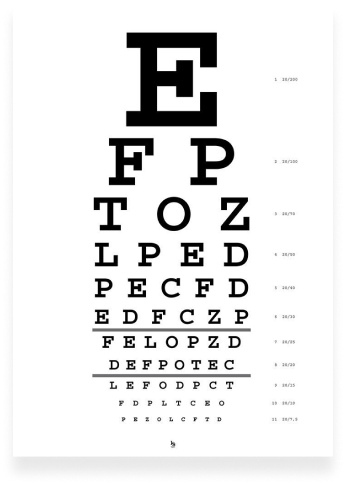 E 1 20/200
F P 2 20/100
T O Z 3 20/70
L P E D 4 20/50
P E C F D 5 20/40
E D F C Z P 6 20/30
F E L O P Z D 7 20/25
D E F P O T E C 8 20/20
L E F O D P C T 9 20/15
F D P L T C E O 10 20/10
P E Z O L C F T D 11 20/7.5